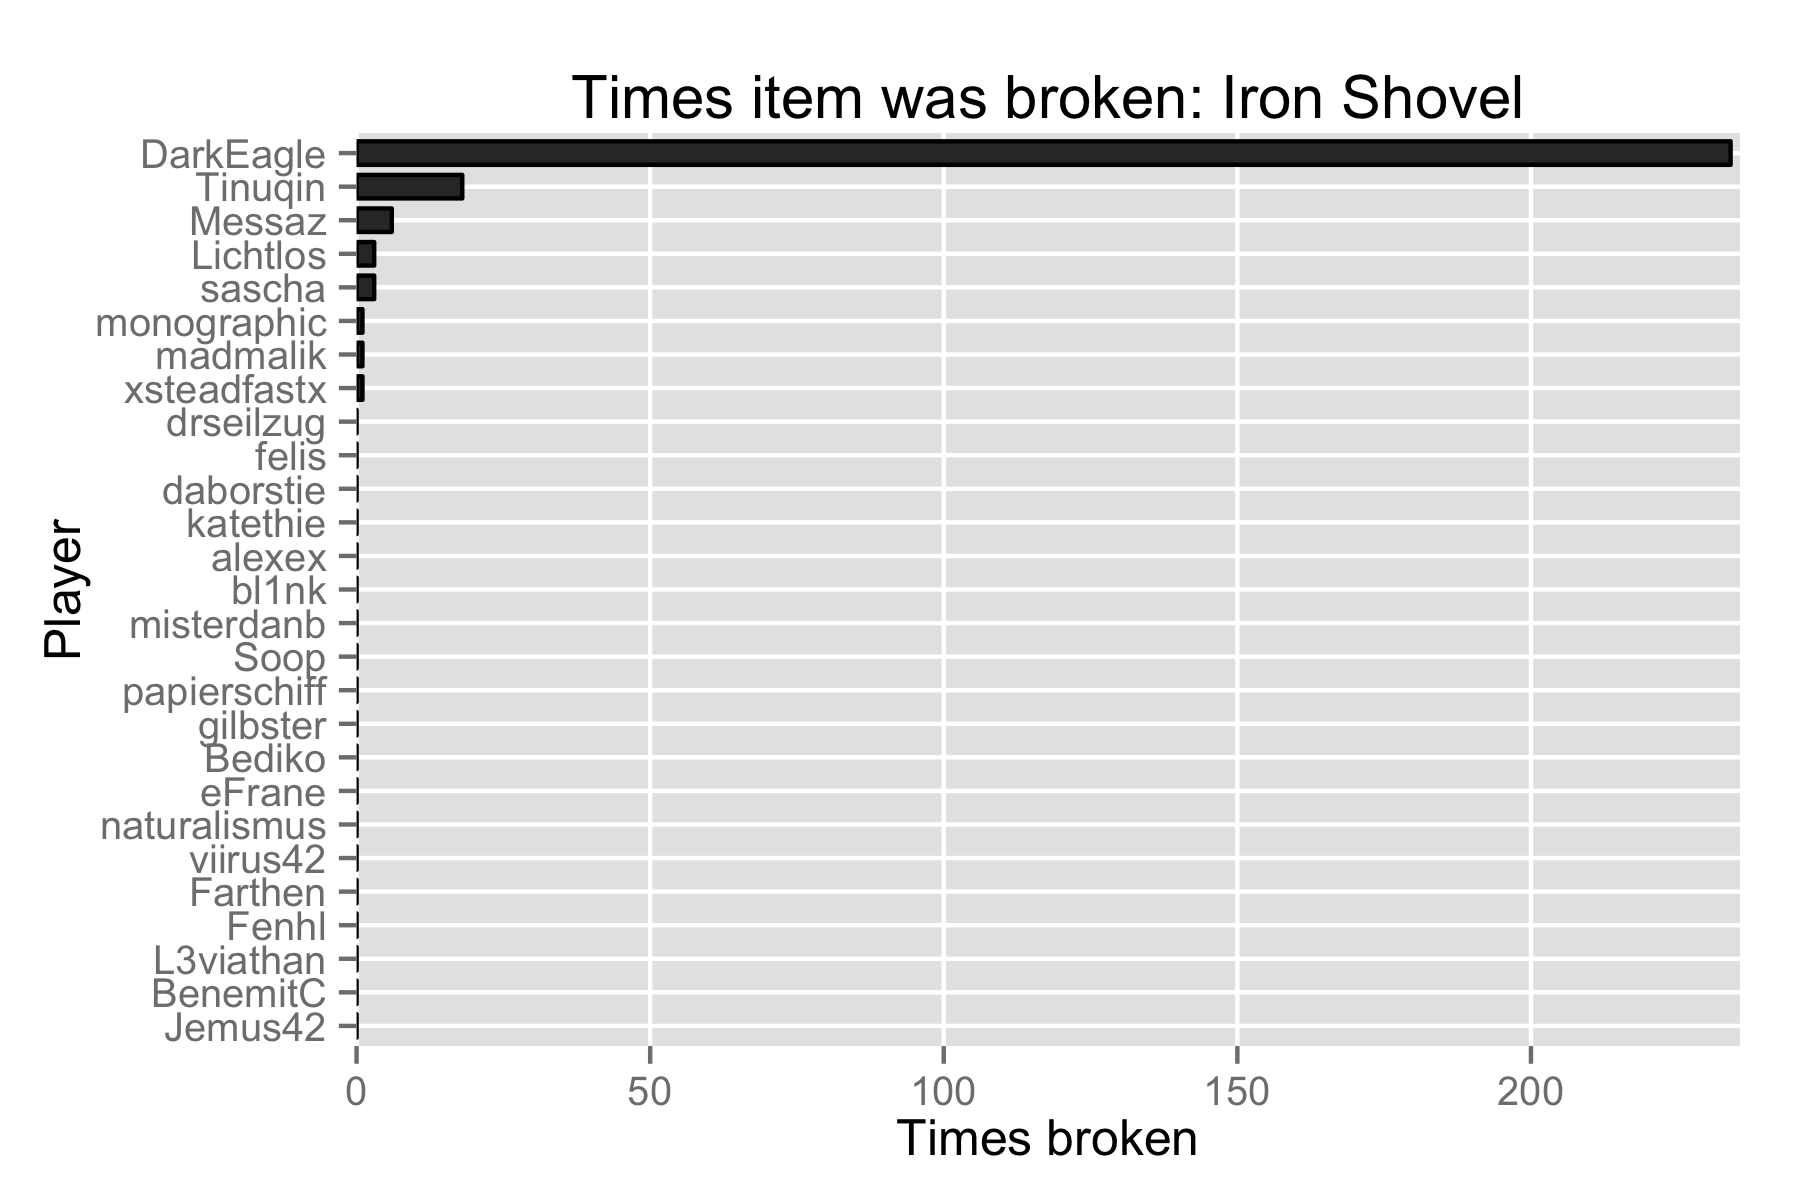 Times item was broken: Iron Shovel
DarkEagle
Tinuqin
Messaz
Lichtlos
sascha
monographic
madmalik
xsteadfastx
drseilzug
felis
daborstie
katethie
alexex
bl1nk
misterdanb
Soop
papierschiff
gilbster
Bediko
eFrane
naturalismus
viirus42
Farthen
Fenhl
L3viathan
BenemitC
Jemus42
Player
0 50 100 150 200
Times broken